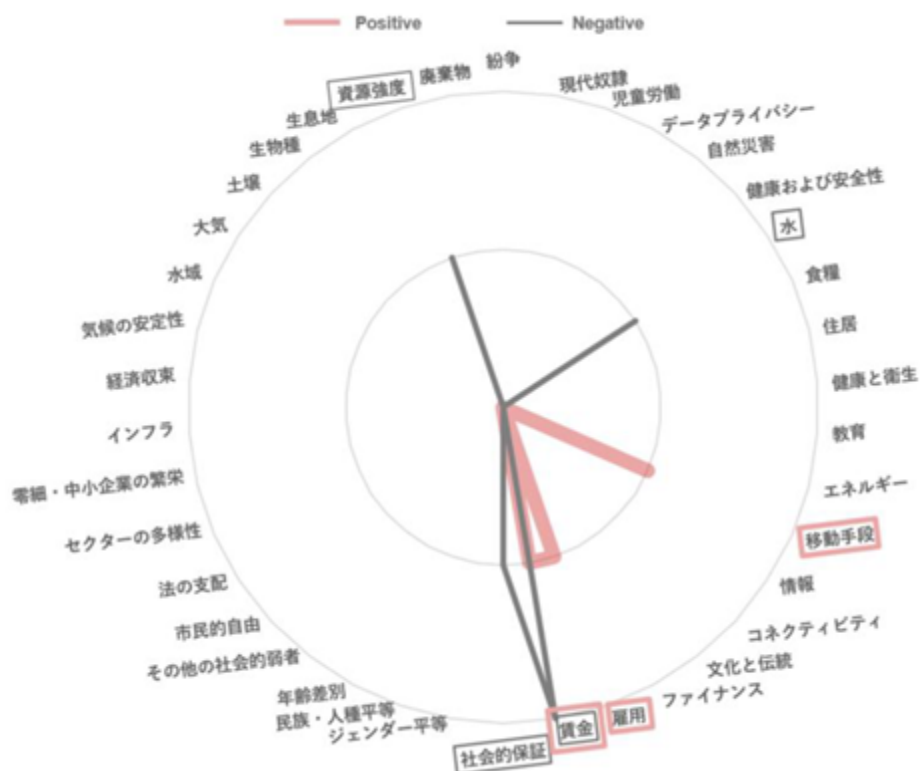 Positive
Negative
紛争
現代奴隷
児童労働
データプライバシー
自然災害
健康および安全性
水
食糧
住居
健康と衛生
教育
エネルギー
移動手段
情報
コネクティビティ
文化と伝統
ファイナンス
雇用
賃金
社会的保証
ジェンダー平等
民族・人種平等
年齢差別
その他の社会的弱者
市民的自由
法の支配
セクターの多様性
零細・中小企業の繁栄
インフラ
経済収束
気候の安定性
水域
大気
土壌
生物種
生息地
資源強度
廃棄物